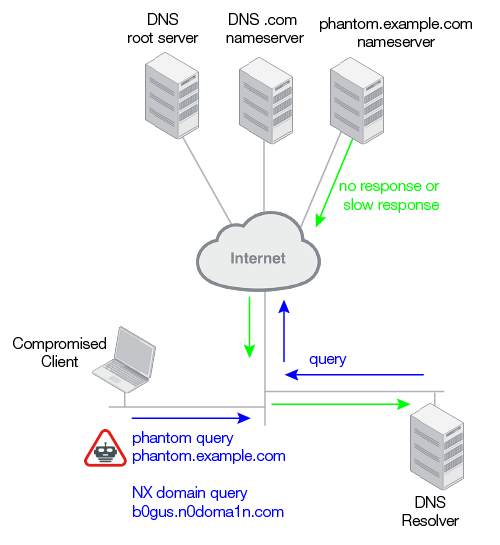 DNS
root server
DNS .com
nameserver
phantom.example.com
nameserver
no response or
slow response
Internet
Compromised
Client
query
phantom query
phantom.example.com
NX domain query
b0gus.n0doma1n.com
DNS
Resolver